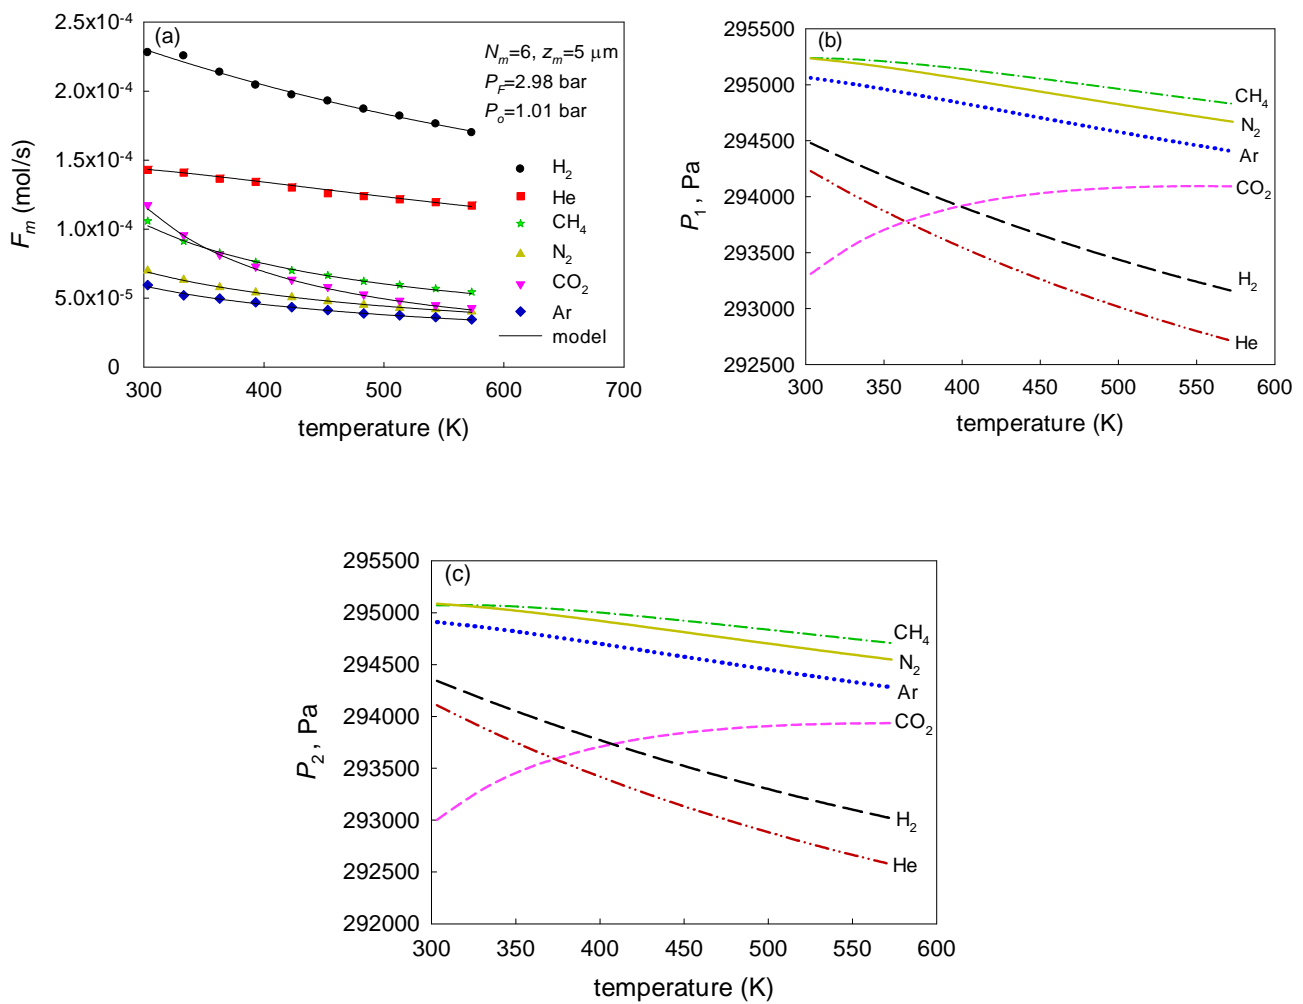 (a)
2.5x10⁻⁴
2.0x10⁻⁴
1.5x10⁻⁴
1.0x10⁻⁴
5.0x10⁻⁵
0
Fₘ (mol/s)
Nₘ=6, zₘ=5 μm
P_F=2.98 bar
Pₒ=1.01 bar
H₂
He
CH₄
N₂
CO₂
Ar
model
300 400 500 600 700
temperature (K)
(b)
295500
295000
294500
294000
293500
293000
292500
P₁, Pa
CH₄
N₂
Ar
CO₂
H₂
He
300 350 400 450 500 550 600
temperature (K)
(c)
295500
295000
294500
294000
293500
293000
292500
292000
P₂, Pa
CH₄
N₂
Ar
CO₂
H₂
He
300 350 400 450 500 550 600
temperature (K)